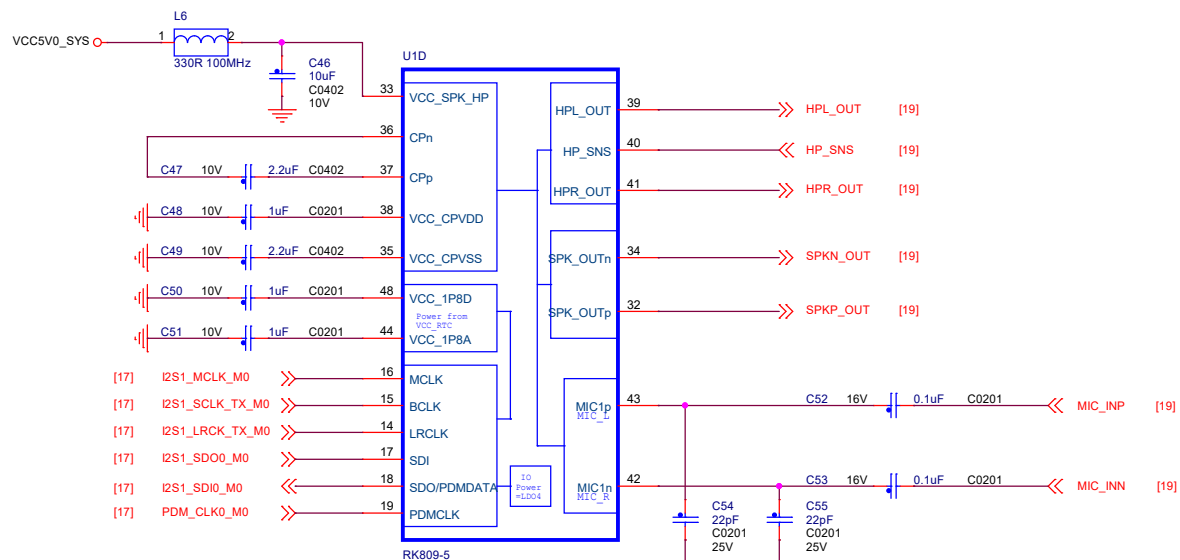 L6
VCC5V0_SYS
1
2
330R 100MHz
C46
10uF
C0402
10V
U1D
33
VCC_SPK_HP
36
CPn
C47 10V 2.2uF C0402
37
CPp
C48 10V 1uF C0201
38
VCC_CPVDD
C49 10V 2.2uF C0402
35
VCC_CPVSS
C50 10V 1uF C0201
48
VCC_1P8D
Power from
VCC_RTC
C51 10V 1uF C0201
44
VCC_1P8A
[17] I2S1_MCLK_M0
16
MCLK
[17] I2S1_SCLK_TX_M0
15
BCLK
[17] I2S1_LRCK_TX_M0
14
LRCLK
[17] I2S1_SDO0_M0
17
SDI
[17] I2S1_SDI0_M0
18
SDO/PDMDATA
[17] PDM_CLK0_M0
19
PDMCLK
IO
Power
=LDO4
HPL_OUT
39
HPL_OUT [19]
HP_SNS
40
HP_SNS [19]
HPR_OUT
41
HPR_OUT [19]
SPK_OUTn
34
SPKN_OUT [19]
SPK_OUTp
32
SPKP_OUT [19]
MIC1p
MIC_L
43
C52 16V 0.1uF C0201
MIC_INP [19]
MIC1n
MIC_R
42
C53 16V 0.1uF C0201
MIC_INN [19]
C54
22pF
C0201
25V
C55
22pF
C0201
25V
RK809-5